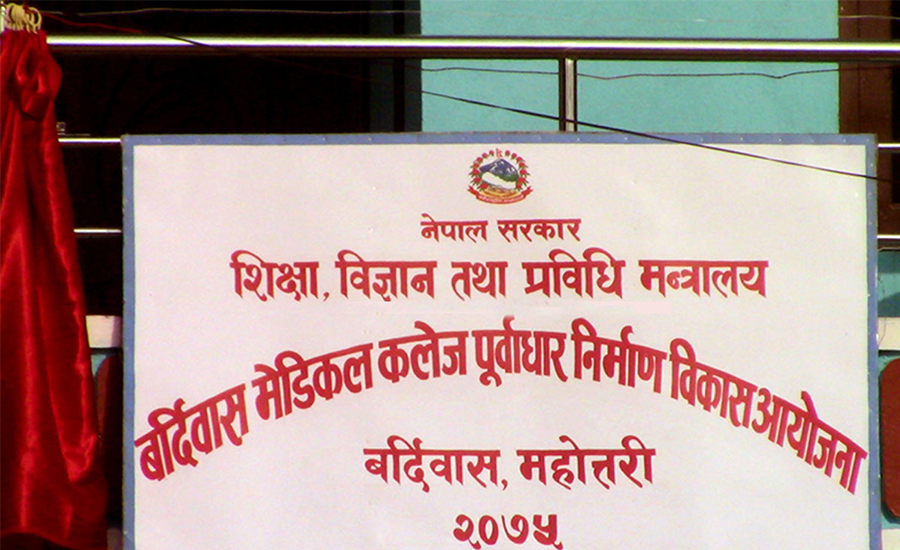 नेपाल सरकार
शिक्षा, विज्ञान तथा प्रविधि मन्त्रालय
बर्दिवास मेडिकल कलेज पूर्वाधार निर्माण विकास आयोजना
बर्दिवास, महोत्तरी
२०७५